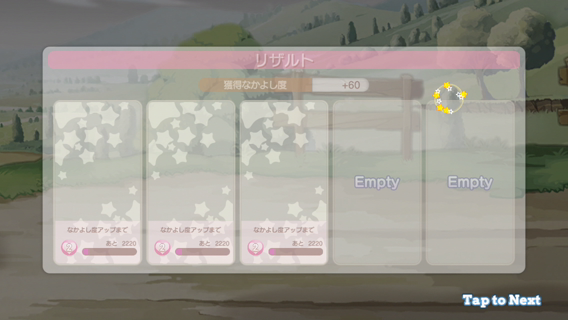 リザルト
獲得なかよし度 +60
Empty Empty
なかよし度アップまで なかよし度アップまで なかよし度アップまで
あと 2220 あと 2220 あと 2220
Tap to Next